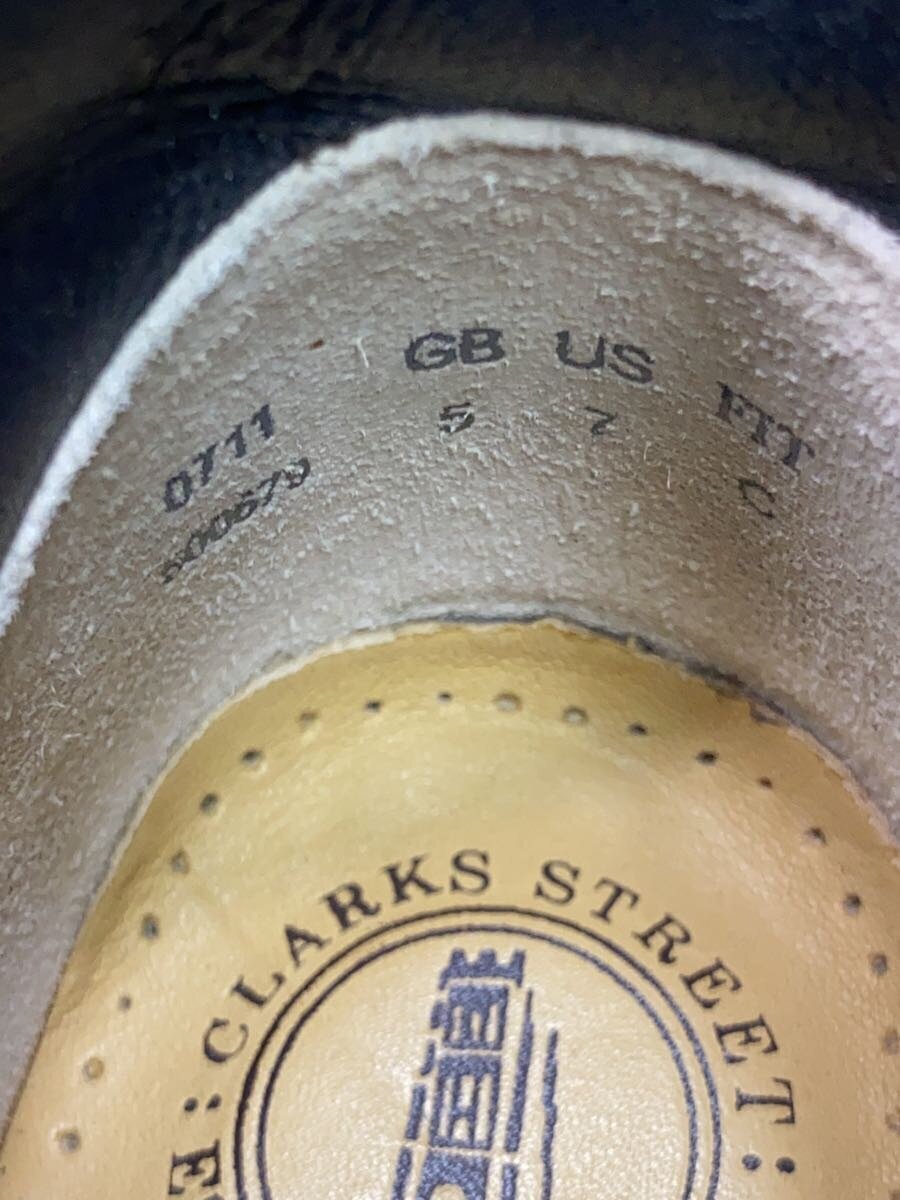 GB US FIT
5 7 C
0711
CLARKS STREET: